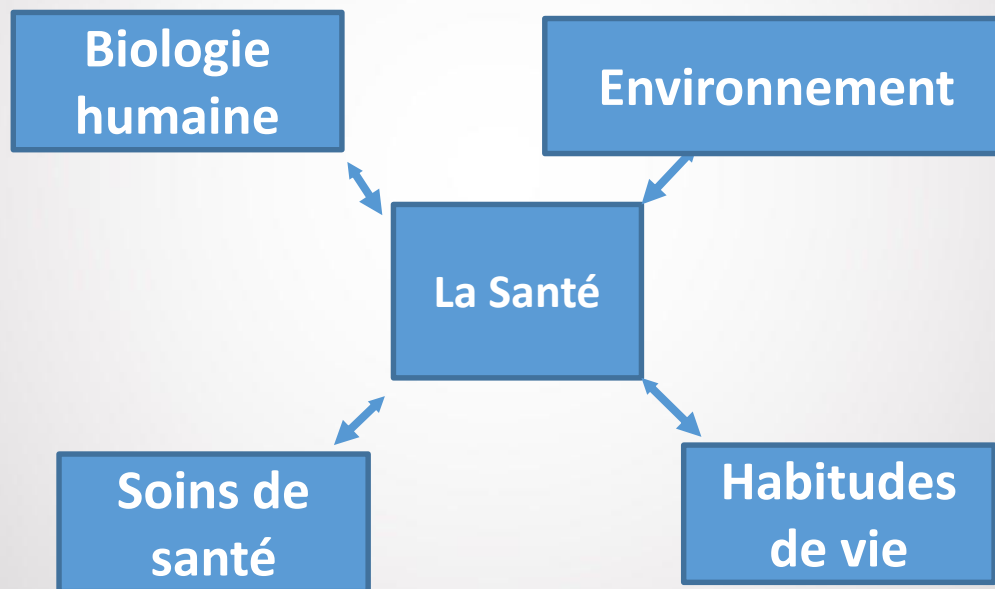 Biologie
humaine
Environnement
La Santé
Soins de
santé
Habitudes
de vie